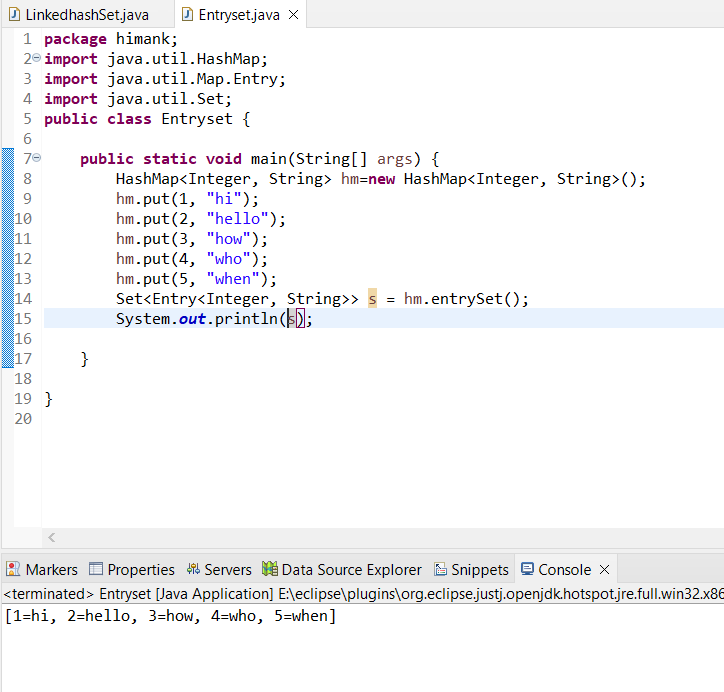 LinkedhashSet.java
Entryset.java
1 package himank;
2 import java.util.HashMap;
3 import java.util.Map.Entry;
4 import java.util.Set;
5 public class Entryset {
6
7     public static void main(String[] args) {
8         HashMap<Integer, String> hm=new HashMap<Integer, String>();
9         hm.put(1, "hi");
10         hm.put(2, "hello");
11         hm.put(3, "how");
12         hm.put(4, "who");
13         hm.put(5, "when");
14         Set<Entry<Integer, String>> s = hm.entrySet();
15         System.out.println(s);
16
17     }
18
19 }
20
Markers Properties Servers Data Source Explorer Snippets Console
<terminated> Entryset [Java Application] E:\eclipse\plugins\org.eclipse.justj.openjdk.hotspot.jre.full.win32.x86
[1=hi, 2=hello, 3=how, 4=who, 5=when]